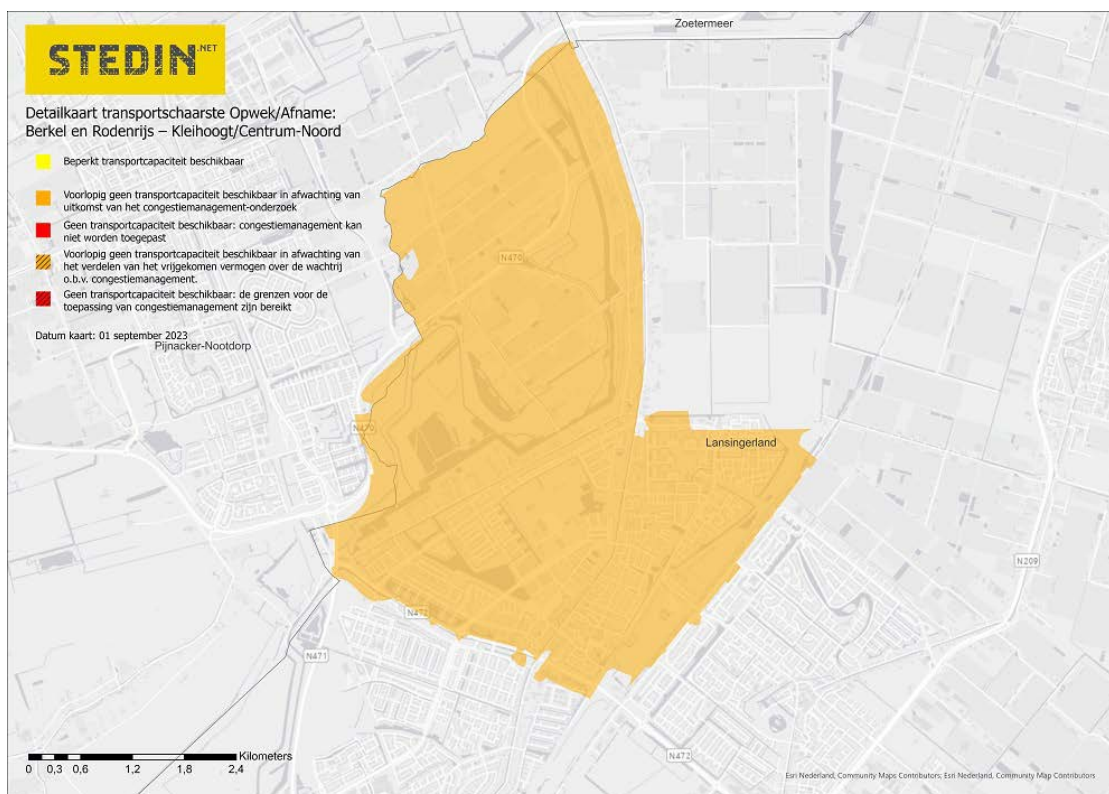 STEDIN.NET
Detailkaart transportschaarste Opwek/Afname:
Berkel en Rodenrijs – Kleihoogt/Centrum-Noord
Beperkt transportcapaciteit beschikbaar
Voorlopig geen transportcapaciteit beschikbaar in afwachting van
uitkomst van het congestiemanagement-onderzoek
Geen transportcapaciteit beschikbaar: congestiemanagement kan
niet worden toegepast
Voorlopig geen transportcapaciteit beschikbaar in afwachting van
het verdelen van het vrijgekomen vermogen over de wachtrij
o.b.v. congestiemanagement.
Geen transportcapaciteit beschikbaar: de grenzen voor de
toepassing van congestiemanagement zijn bereikt
Datum kaart: 01 september 2023
Zoetermeer
N470
Pijnacker-Nootdorp
N470
Lansingerland
N209
N472
N471
N472
Kilometers
0 0,3 0,6 1,2 1,8 2,4
Esri Nederland, Community Maps Contributors; Esri Nederland, Community Map Contributors